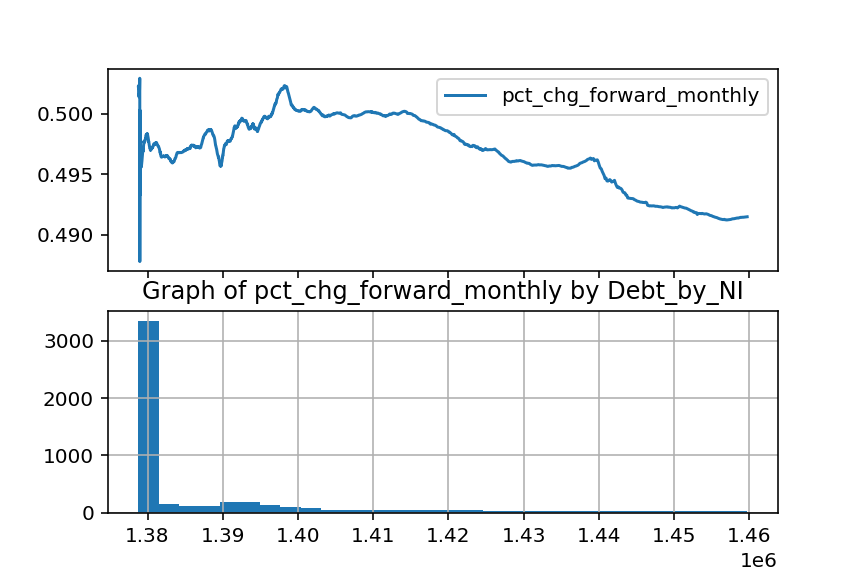 pct_chg_forward_monthly
0.500
0.495
0.490
Graph of pct_chg_forward_monthly by Debt_by_NI
3000
2000
1000
0
1.38 1.39 1.40 1.41 1.42 1.43 1.44 1.45 1.46
1e6